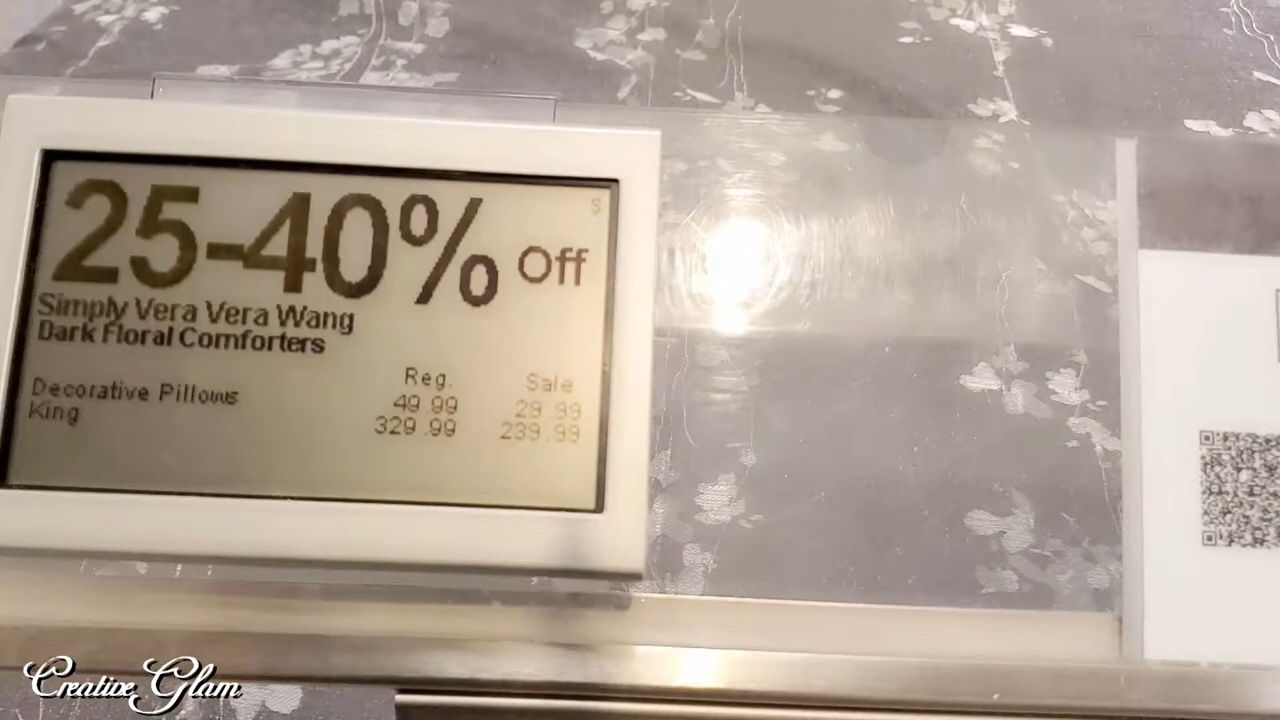 25-40% Off
S
Simply Vera Vera Wang
Dark Floral Comforters
Reg. Sale
Decorative Pillows 49.99 29.99
King 329.99 239.99
Creative Glam